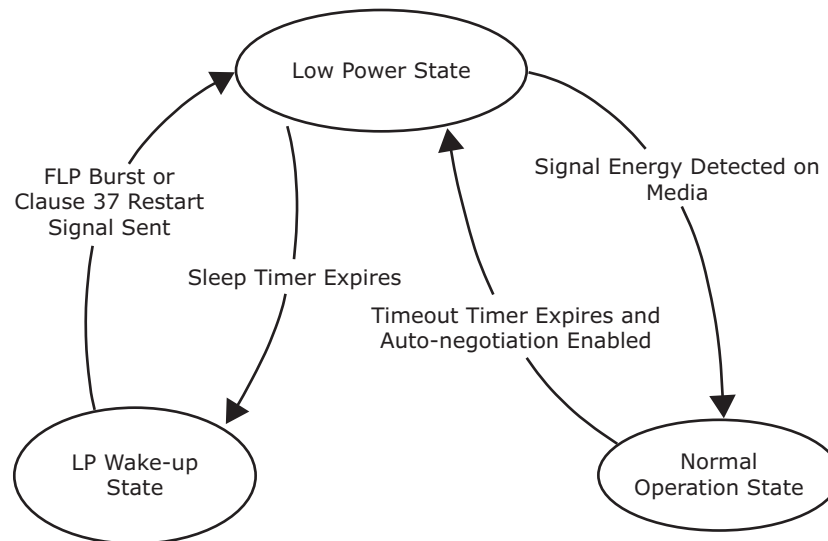 Low Power State
FLP Burst or
Clause 37 Restart
Signal Sent
Signal Energy Detected on
Media
Sleep Timer Expires
Timeout Timer Expires and
Auto-negotiation Enabled
LP Wake-up
State
Normal
Operation State